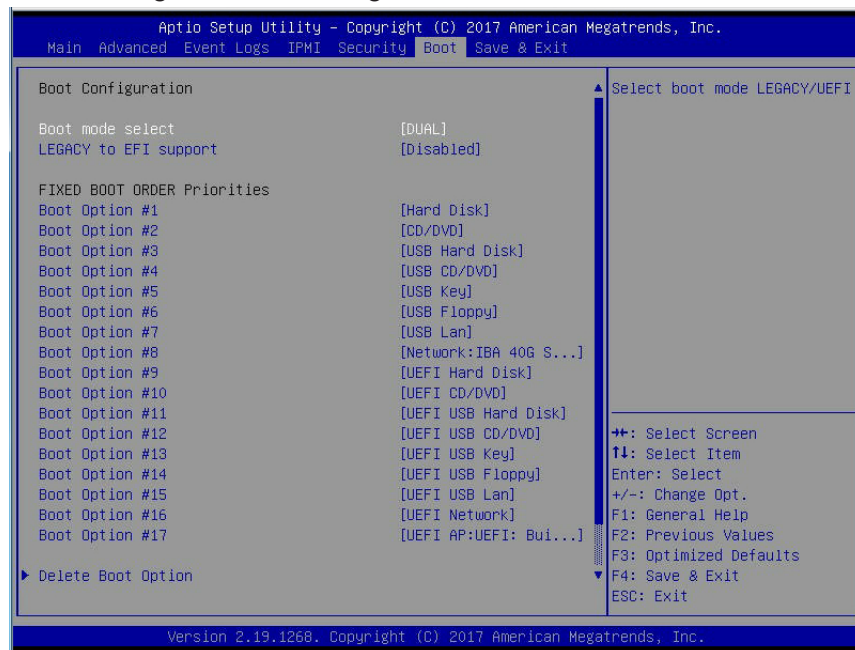 Aptio Setup Utility – Copyright (C) 2017 American Megatrends, Inc.
Main Advanced Event Logs IPMI Security Boot Save & Exit
Boot Configuration
Select boot mode LEGACY/UEFI
Boot mode select [DUAL]
LEGACY to EFI support [Disabled]
FIXED BOOT ORDER Priorities
Boot Option #1 [Hard Disk]
Boot Option #2 [CD/DVD]
Boot Option #3 [USB Hard Disk]
Boot Option #4 [USB CD/DVD]
Boot Option #5 [USB Key]
Boot Option #6 [USB Floppy]
Boot Option #7 [USB Lan]
Boot Option #8 [Network:IBA 40G S...]
Boot Option #9 [UEFI Hard Disk]
Boot Option #10 [UEFI CD/DVD]
Boot Option #11 [UEFI USB Hard Disk]
Boot Option #12 [UEFI USB CD/DVD]
Boot Option #13 [UEFI USB Key]
Boot Option #14 [UEFI USB Floppy]
Boot Option #15 [UEFI USB Lan]
Boot Option #16 [UEFI Network]
Boot Option #17 [UEFI AP:UEFI: Bui...]
Delete Boot Option
→←: Select Screen
↑↓: Select Item
Enter: Select
+/-: Change Opt.
F1: General Help
F2: Previous Values
F3: Optimized Defaults
F4: Save & Exit
ESC: Exit
Version 2.19.1268. Copyright (C) 2017 American Megatrends, Inc.